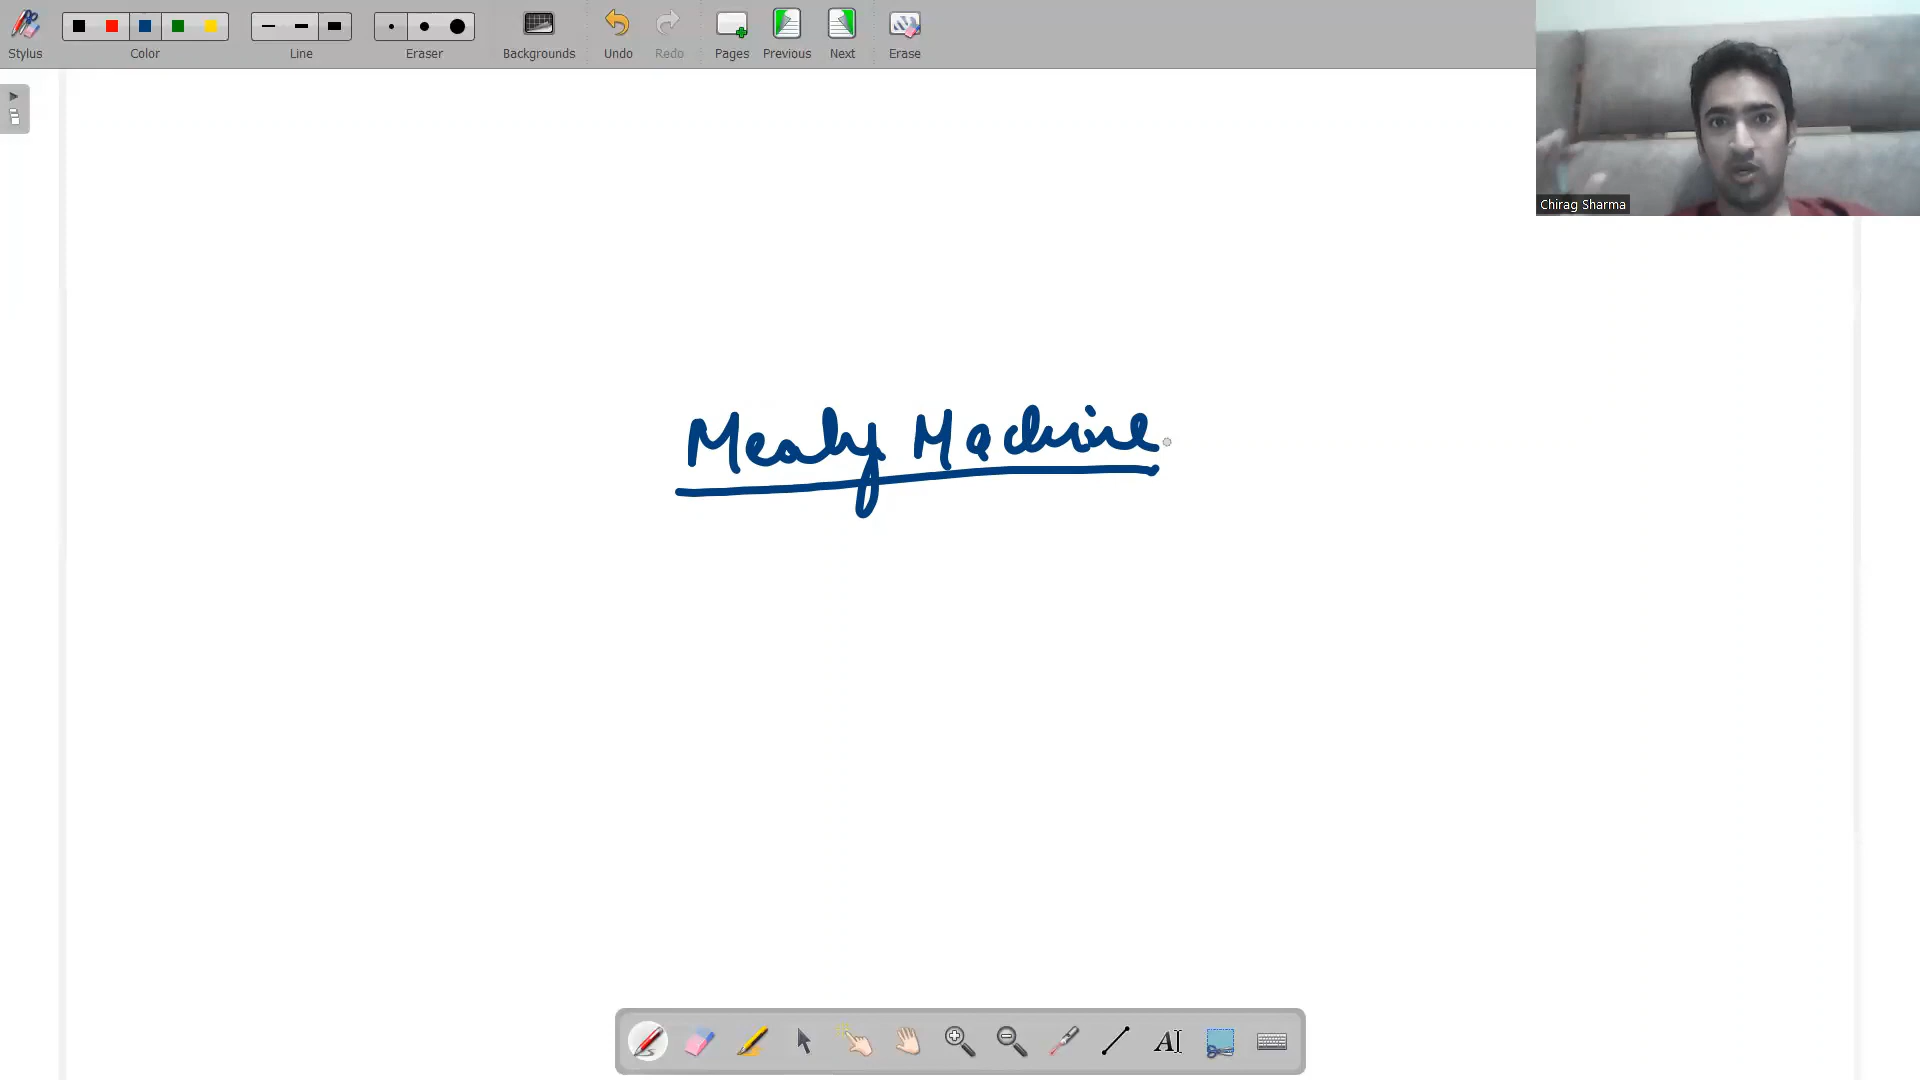 Stylus Color Line Eraser Backgrounds Undo Redo Pages Previous Next Erase
Chirag Sharma
Mealy Machine